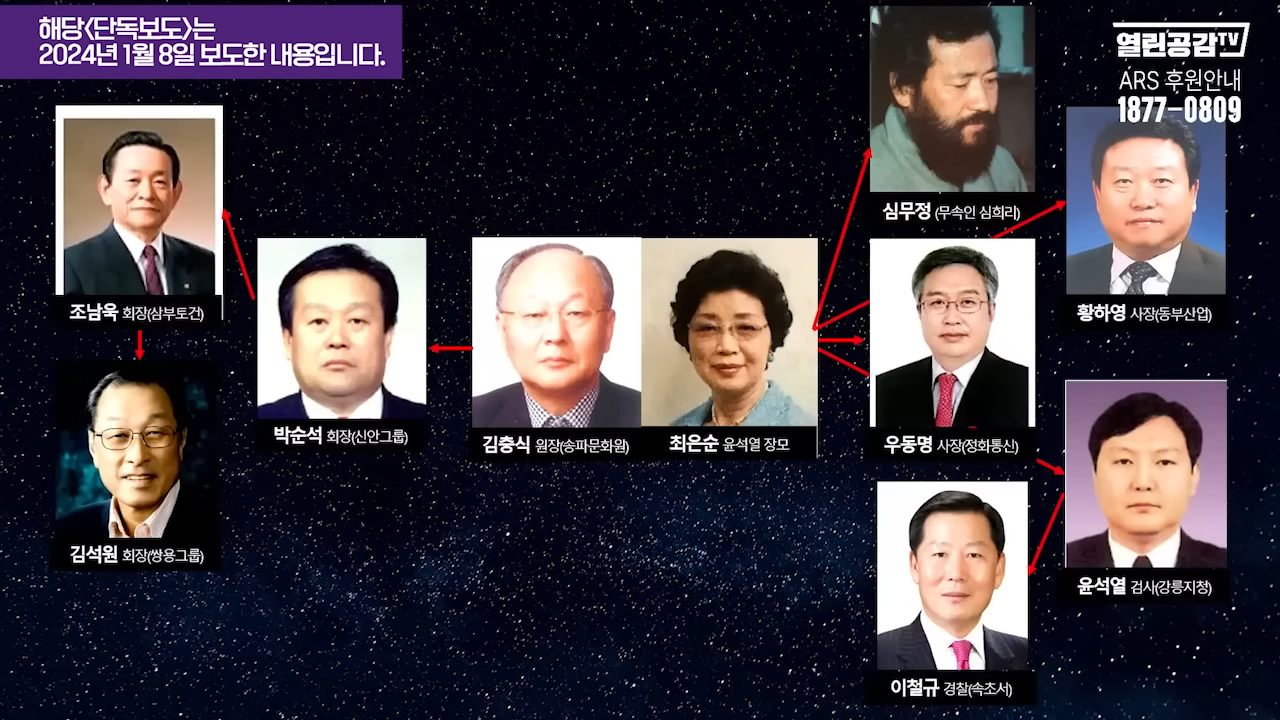 해당<단독보도>는
2024년 1월 8일 보도한 내용입니다.
열린공감TV
ARS 후원안내
1877-0809
조남욱 회장(삼부토건)
김석원 회장(쌍용그룹)
박순석 회장(신안그룹)
김충식 원장(송파문화원)
최은순 윤석열 장모
심무정 (무속인 심희리)
황하영 사장(동부산업)
우동명 사장(정화통신)
윤석열 검사(강릉지청)
이철규 경찰(속초서)